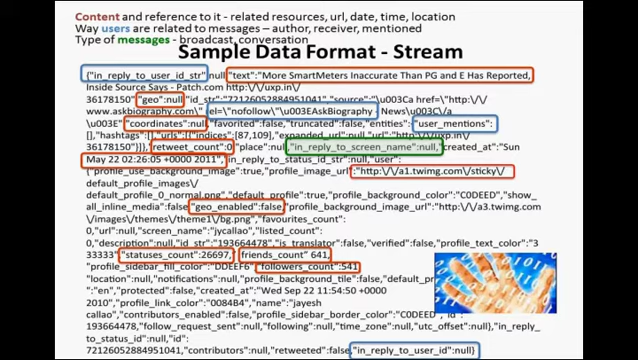 Content and reference to it - related resources, url, date, time, location
Way users are related to messages – author, receiver, mentioned
Type of messages – broadcast, conversation
Sample Data Format - Stream
{"in_reply_to_user_id_str":null,"text":"More SmartMeters Inaccurate Than PG and E Has Reported,
Inside Source Says - Patch.com http:\/\/uxp.in\/
36178150","geo":null,"id_str":"72126052884951041","source":"\u003Ca href=\"http:\/\/
www.askbiography.com\" rel=\"nofollow\"\u003EAskBiography News\u003C\/a
\u003E","coordinates":null,"favorited":false,"truncated":false,"entities":{"user_mentions":
[],"hashtags":[],"urls":[{"indices":[87,109],"expanded_url":null,"url":"http:\/\/uxp.in\/
36178150"}]},"retweet_count":0,"place":null,"in_reply_to_screen_name":null,"created_at":"Sun
May 22 02:26:05 +0000 2011","in_reply_to_status_id_str":null,"user":
{"profile_use_background_image":true,"profile_image_url":"http:\/\/a1.twimg.com\/sticky\/
default_profile_images\/
default_profile_0_normal.png","default_profile":true,"profile_background_color":"C0DEED","show_
all_inline_media":false,"geo_enabled":false,"profile_background_image_url":"http:\/\/a3.twimg.com
\/images\/themes\/theme1\/bg.png","favourites_count":
0,"url":null,"screen_name":"jycallao","listed_count":
0,"description":null,"id_str":"193664478","is_translator":false,"verified":false,"profile_text_color":"3
33333","statuses_count":26697,"friends_count" 641,
"profile_sidebar_fill_color":"DDEEF6","followers_count":541,
"location":null,"notifications":null,"profile_background_tile":false,"default_
:"en","protected":false,"created_at":"Wed Sep 22 11:54:50 +0000
2010","profile_link_color":"0084B4","name":"jayesh
callao","contributors_enabled":false,"profile_sidebar_border_color":"C0DEED","id":
193664478,"follow_request_sent":null,"following":null,"time_zone":null,"utc_offset":null},"in_reply_
to_status_id":null,"id":
72126052884951041,"contributors":null,"retweeted":false,"in_reply_to_user_id":null}